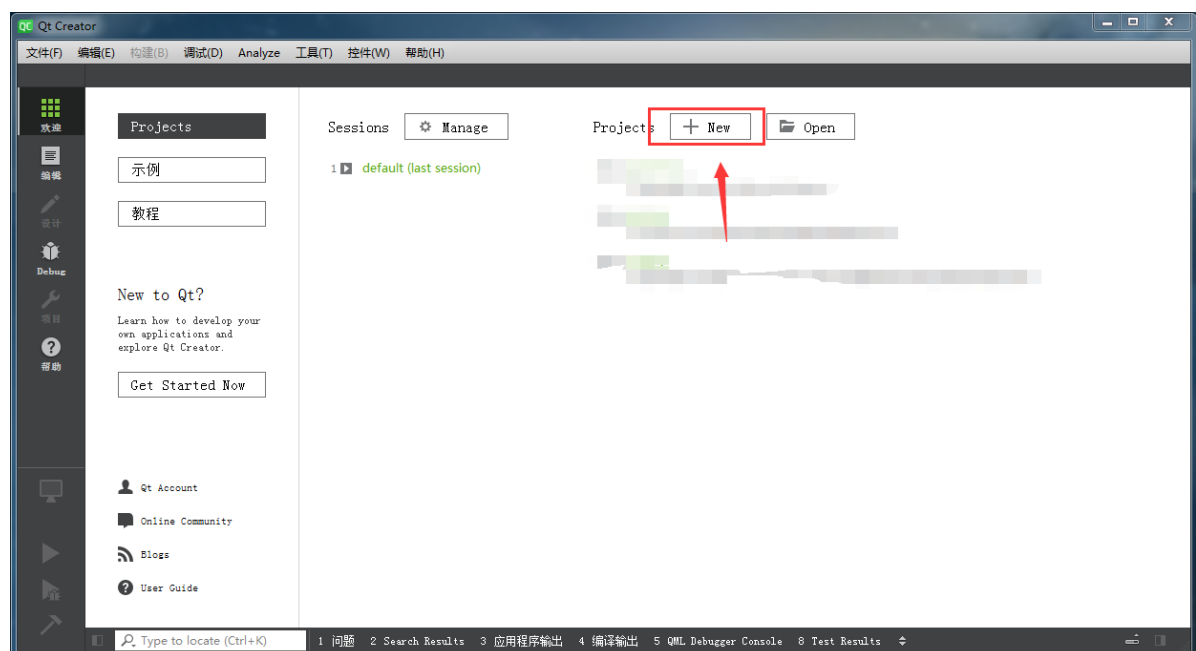 QC Qt Creator
文件(F) 编辑(E) 构建(B) 调试(D) Analyze 工具(T) 控件(W) 帮助(H)
欢迎
编辑
设计
Debug
项目
帮助
Projects
示例
教程
New to Qt?
Learn how to develop your
own applications and
explore Qt Creator.
Get Started Now
Qt Account
Online Community
Blogs
User Guide
Sessions Manage
1 default (last session)
Projects New Open
Type to locate (Ctrl+K) 1 问题 2 Search Results 3 应用程序输出 4 编译输出 5 QML Debugger Console 8 Test Results